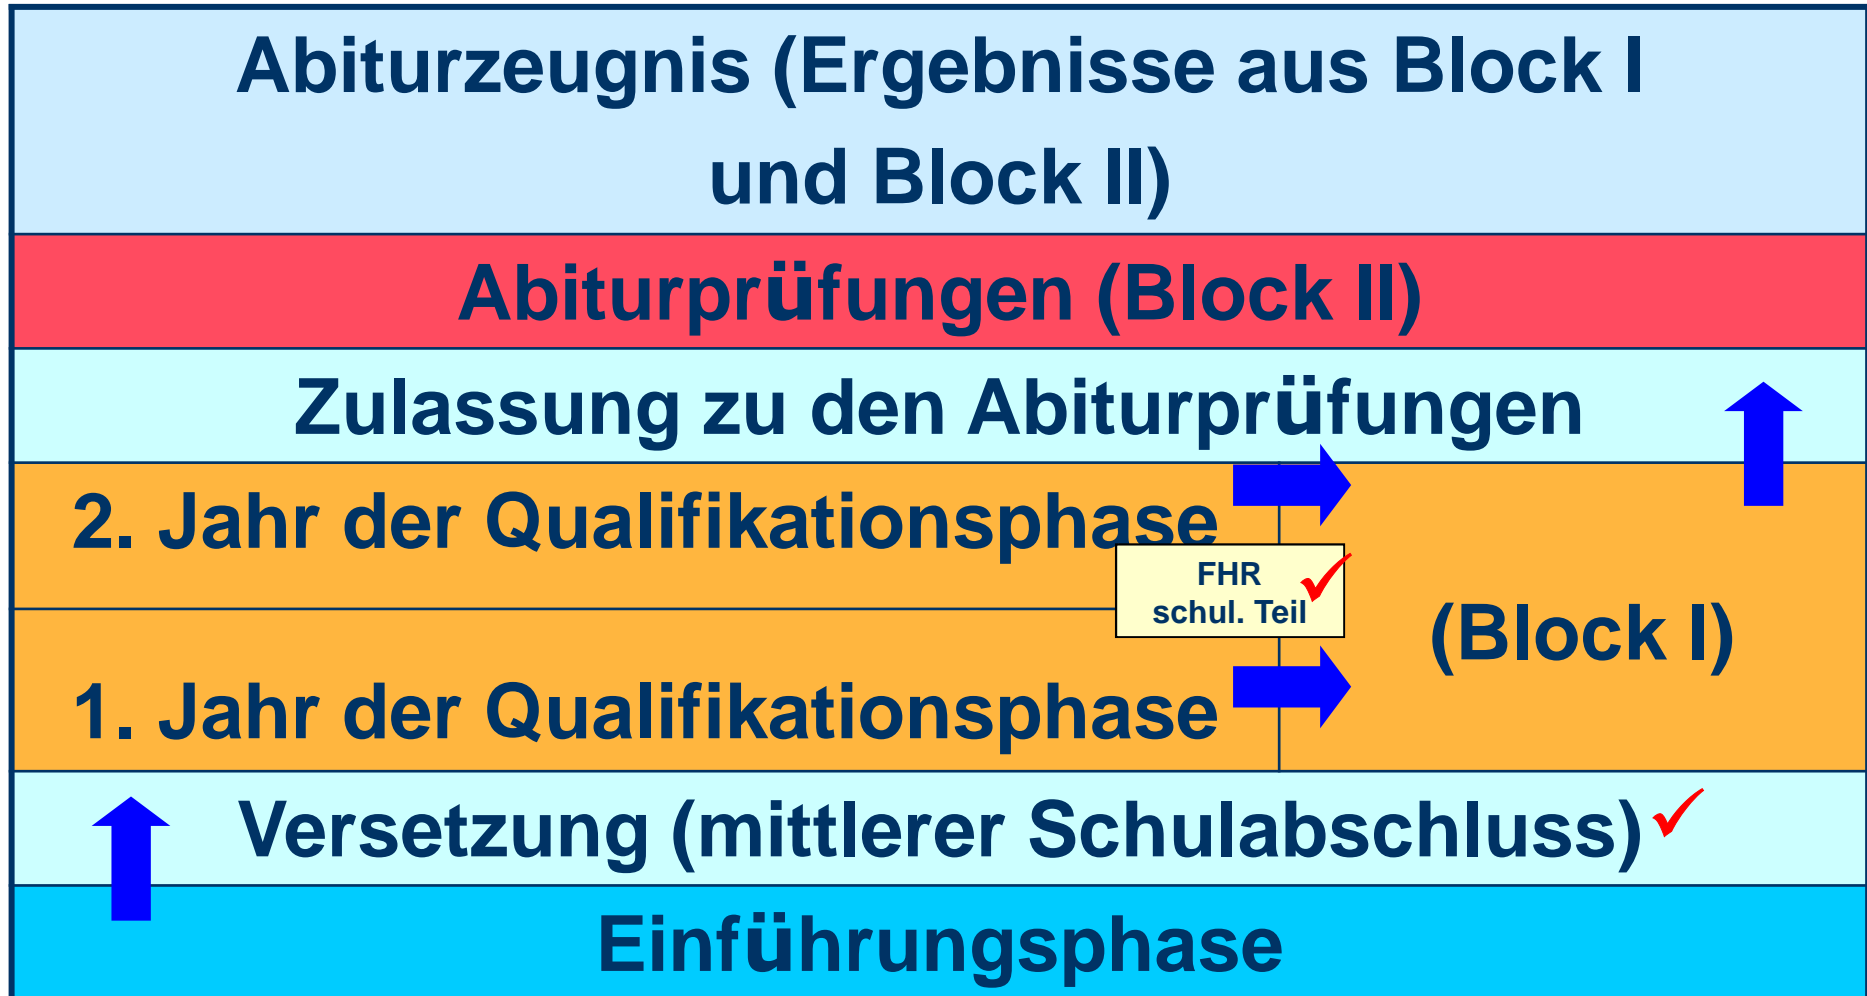 Abiturzeugnis (Ergebnisse aus Block I
und Block II)
Abiturprüfungen (Block II)
Zulassung zu den Abiturprüfungen
2. Jahr der Qualifikationsphase
FHR
schul. Teil
(Block I)
1. Jahr der Qualifikationsphase
Versetzung (mittlerer Schulabschluss)
Einführungsphase